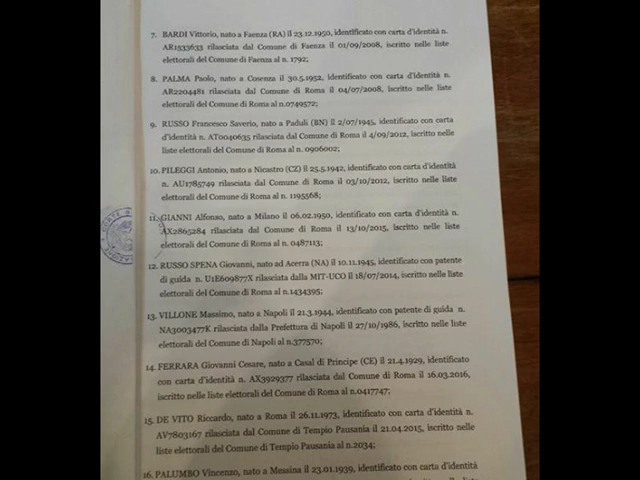 7. BARDI Vittorio, nato a Faenza (RA) il 23.12.1950, identificato con carta d'identità n.
AR1533633 rilasciata dal Comune di Faenza il 01/09/2008, iscritto nelle liste
elettorali del Comune di Faenza al n. 1792;
8. PALMA Paolo, nato a Cosenza il 30.5.1952, identificato con carta d'identità n.
AR2204481 rilasciata dal Comune di Roma il 04/07/2008, iscritto nelle liste
elettorali del Comune di Roma al n.0749572;
9. RUSSO Francesco Saverio, nato a Paduli (BN) il 2/07/1945, identificato con carta
d'identità n. AT0040635 rilasciata dal Comune di Roma il 4/09/2012, iscritto nelle
liste elettorali del Comune di Roma al n. 0906002;
10. PILEGGI Antonio, nato a Nicastro (CZ) il 25.5.1942, identificato con carta d'identità
n. AU1785749 rilasciata dal Comune di Roma il 03/10/2012, iscritto nelle liste
elettorali del Comune di Roma al n. 1195568;
11. GIANNI Alfonso, nato a Milano il 06.02.1950, identificato con carta d'identità n.
AX2865284 rilasciata dal Comune di Roma il 13/10/2015, iscritto nelle liste
elettorali del Comune di Roma n. 0487113;
12. RUSSO SPENA Giovanni, nato ad Acerra (NA) il 10.11.1945, identificato con patente
di guida n. U1E609877X rilasciata dalla MIT-UCO il 18/07/2014, iscritto nelle liste
elettorali del Comune di Roma al n.1434395;
13. VILLONE Massimo, nato a Napoli il 21.3.1944, identificato con patente di guida n.
NA3003477K rilasciata dalla Prefettura di Napoli il 27/10/1986, iscritto nelle liste
elettorali del Comune di Napoli al n.377570;
14. FERRARA Giovanni Cesare, nato a Casal di Principe (CE) il 21.4.1929, identificato
con carta d'identità n. AX3929377 rilasciata dal Comune di Roma il 16.03.2016,
iscritto nelle liste elettorali del Comune di Roma al n.0417747;
15. DE VITO Riccardo, nato a Roma il 26.11.1973, identificato con carta d'identità n.
AV7803167 rilasciata dal Comune di Tempio Pausania il 21.04.2015, iscritto nelle
liste elettorali del Comune di Tempio Pausania al n.2034;
16. PALUMBO Vincenzo, nato a Messina il 23.01.1939, identificato con carta d'identità
CORTE